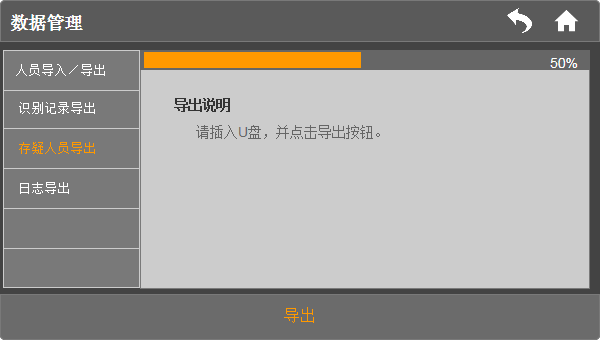 数据管理
人员导入／导出
识别记录导出
存疑人员导出
日志导出
50%
导出说明
请插入U盘，并点击导出按钮。
导出